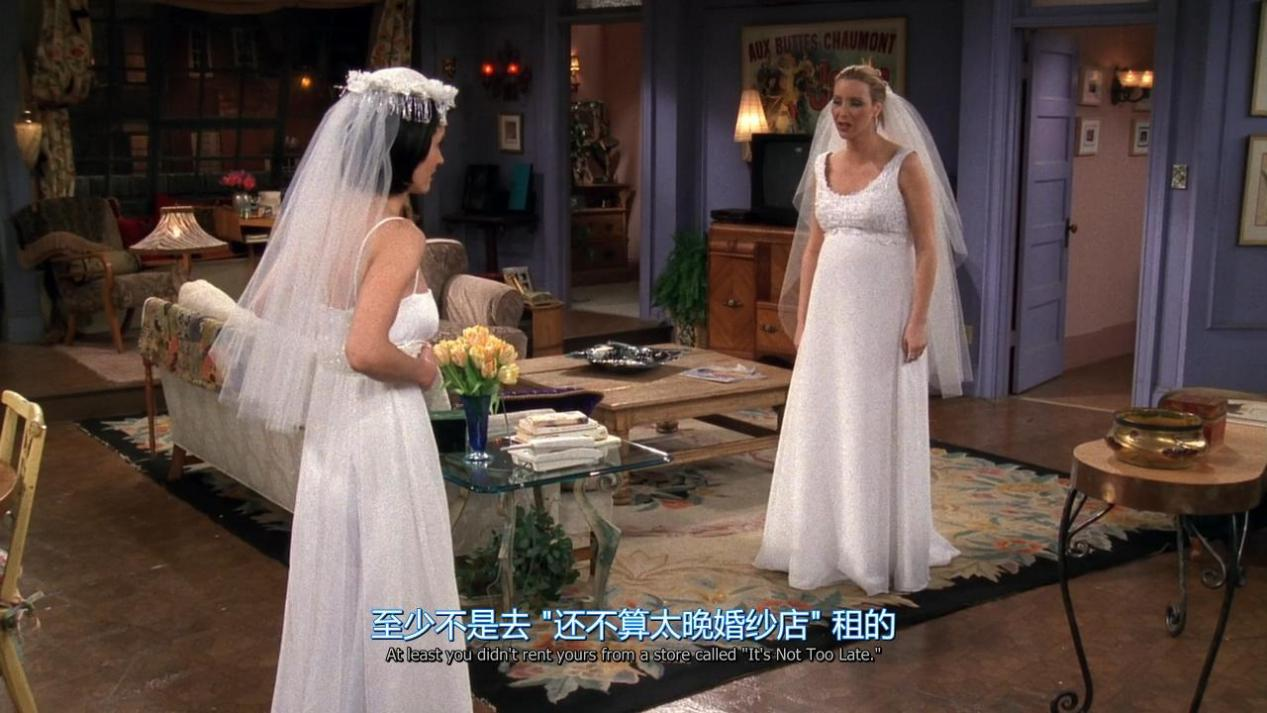 AUX BUTTES CHAUMONT
至少不是去 "还不算太晚婚纱店" 租的
At least you didn't rent yours from a store called "It's Not Too Late."